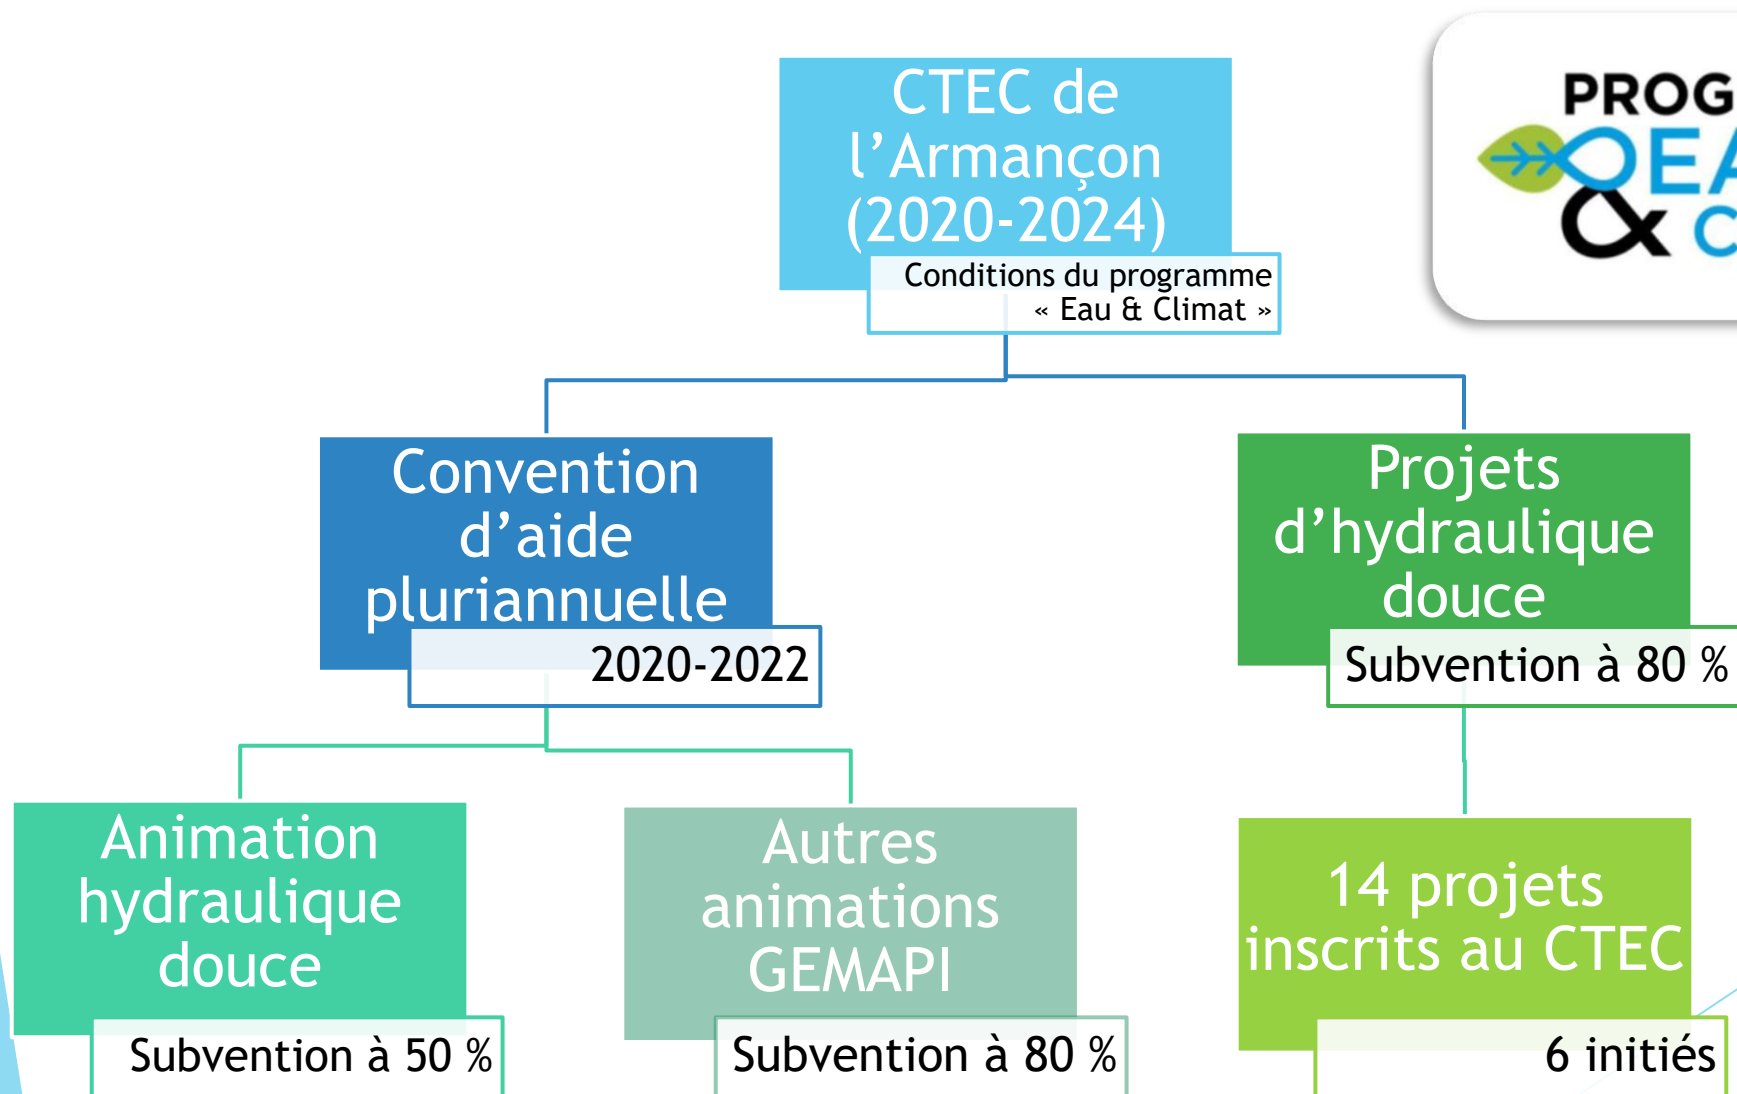 CTEC de
l’Armançon
(2020-2024)
Conditions du programme
« Eau & Climat »
PROG
EA
& C
Convention
d’aide
pluriannuelle
2020-2022
Projets
d’hydraulique
douce
Subvention à 80 %
Animation
hydraulique
douce
Subvention à 50 %
Autres
animations
GEMAPI
Subvention à 80 %
14 projets
inscrits au CTEC
6 initiés